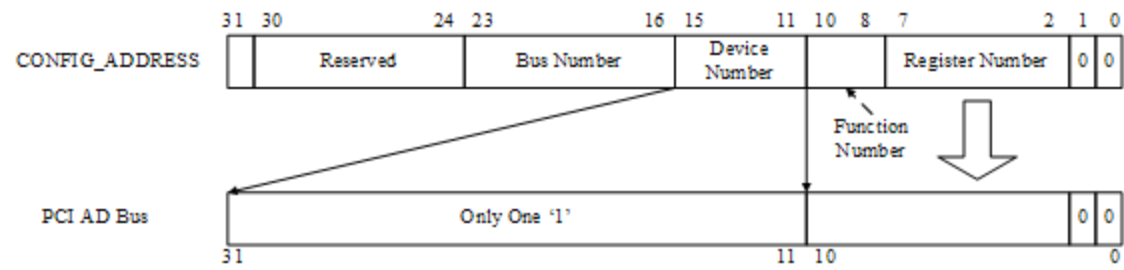 31 30 24 23 16 15 11 10 8 7 2 1 0
CONFIG_ADDRESS Reserved Bus Number Device Number Register Number 0 0
Function
Number
PCI AD Bus Only One ‘1’ 0 0
31 11 10 0